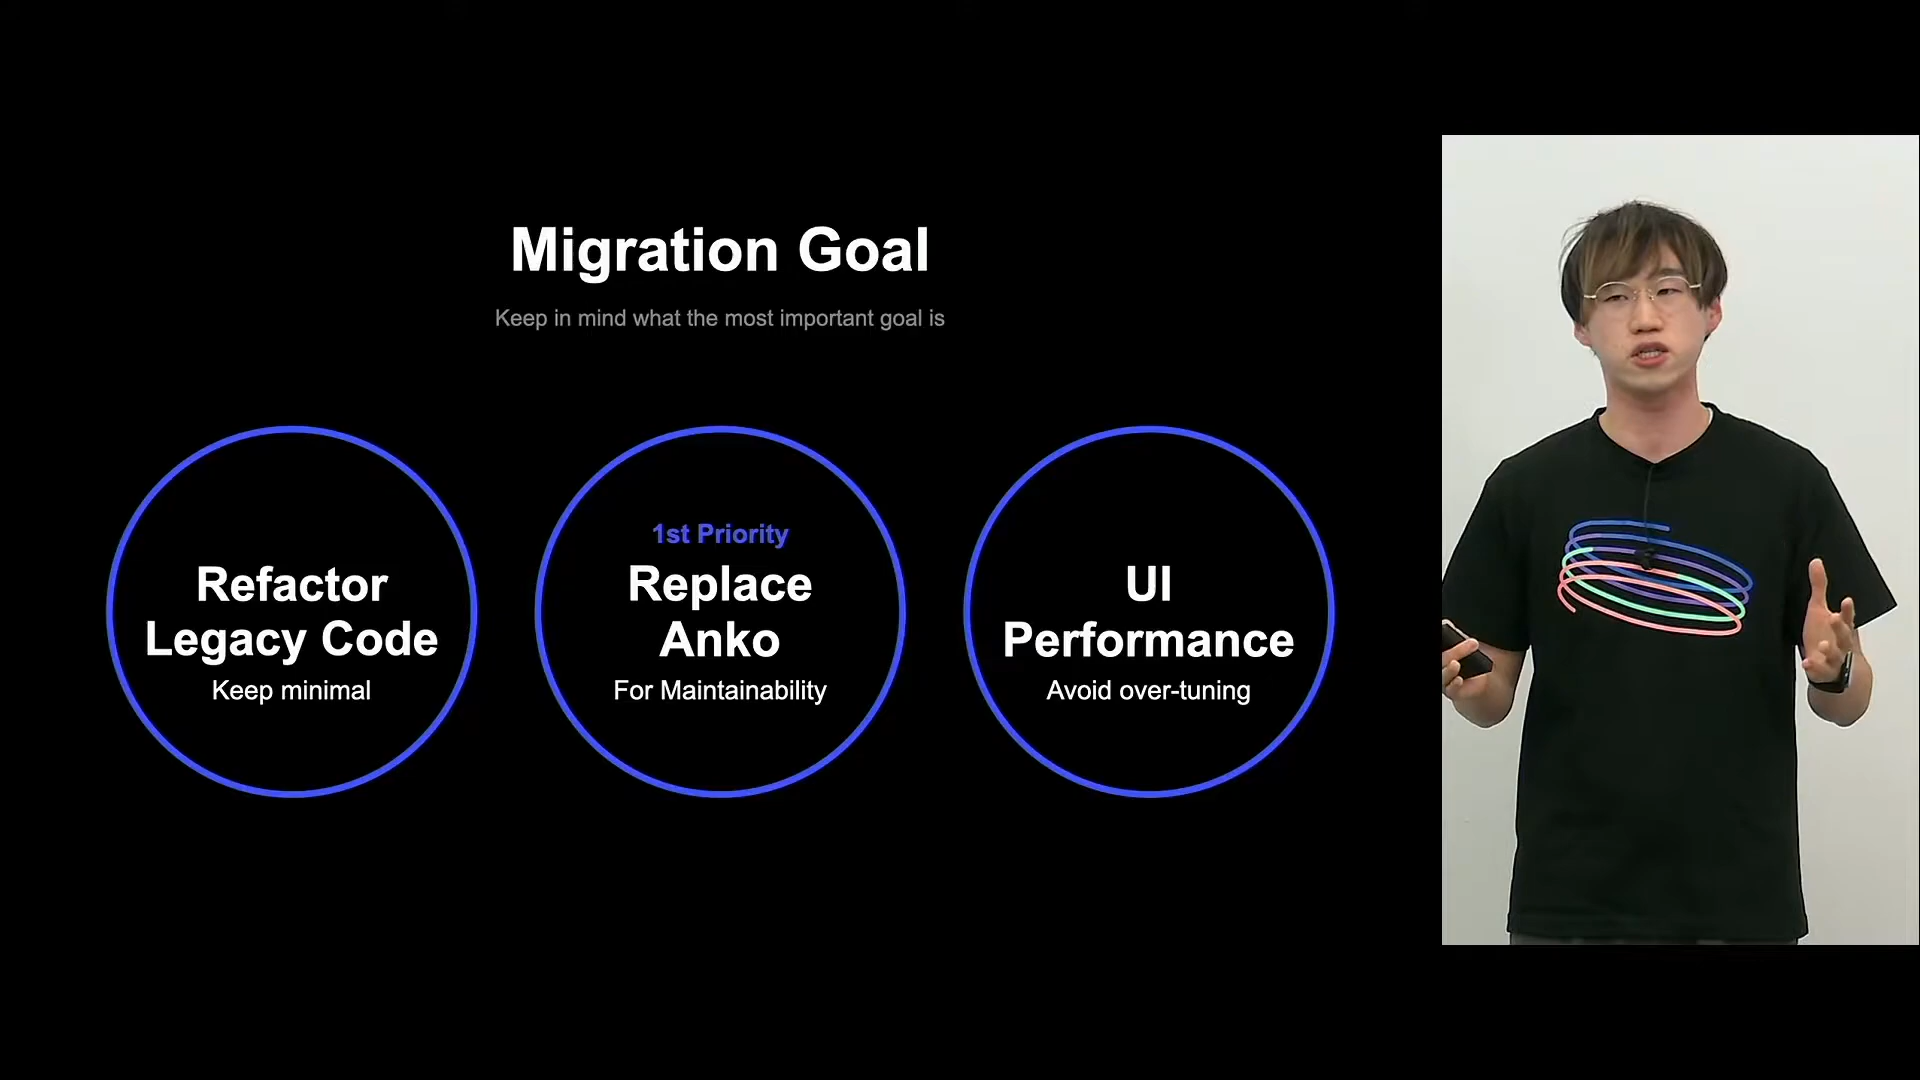 Migration Goal
Keep in mind what the most important goal is
Refactor
Legacy Code
Keep minimal
1st Priority
Replace
Anko
For Maintainability
UI
Performance
Avoid over-tuning